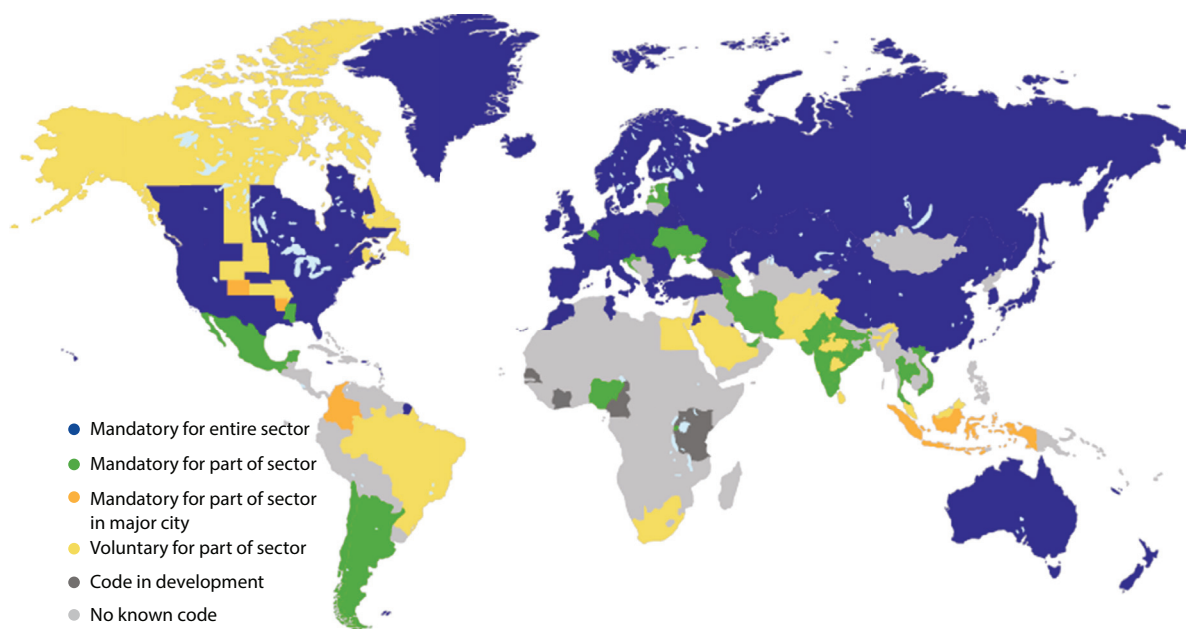 Mandatory for entire sector
Mandatory for part of sector
Mandatory for part of sector
in major city
Voluntary for part of sector
Code in development
No known code